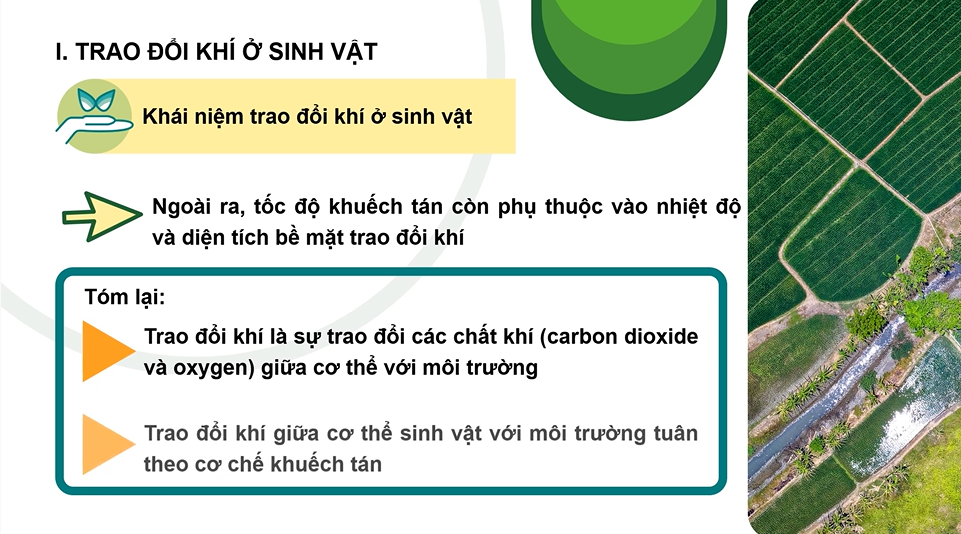 I. TRAO ĐỔI KHÍ Ở SINH VẬT
Khái niệm trao đổi khí ở sinh vật
Ngoài ra, tốc độ khuếch tán còn phụ thuộc vào nhiệt độ
và diện tích bề mặt trao đổi khí
Tóm lại:
Trao đổi khí là sự trao đổi các chất khí (carbon dioxide
và oxygen) giữa cơ thể với môi trường
Trao đổi khí giữa cơ thể sinh vật với môi trường tuân
theo cơ chế khuếch tán